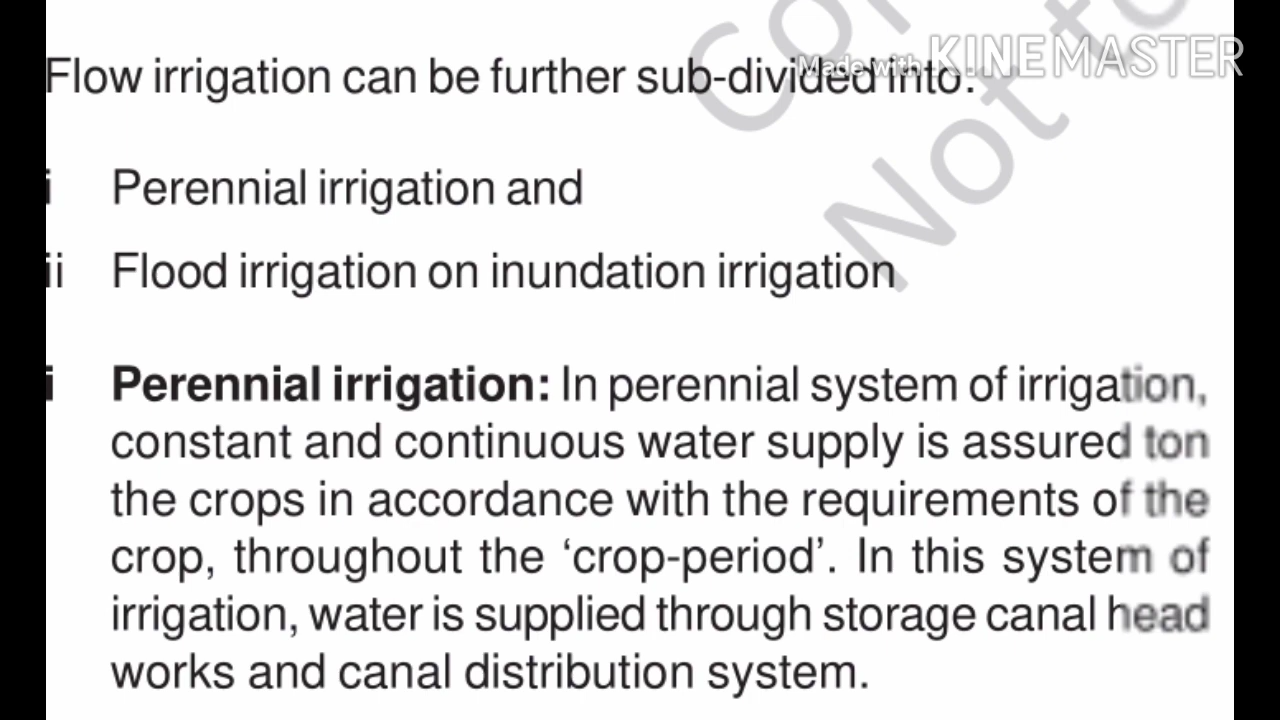 Made with KINEMASTER
Flow irrigation can be further sub-divided into:
i Perennial irrigation and
ii Flood irrigation on inundation irrigation
i Perennial irrigation: In perennial system of irrigation,
constant and continuous water supply is assured ton
the crops in accordance with the requirements of the
crop, throughout the ‘crop-period’. In this system of
irrigation, water is supplied through storage canal head
works and canal distribution system.
Not to